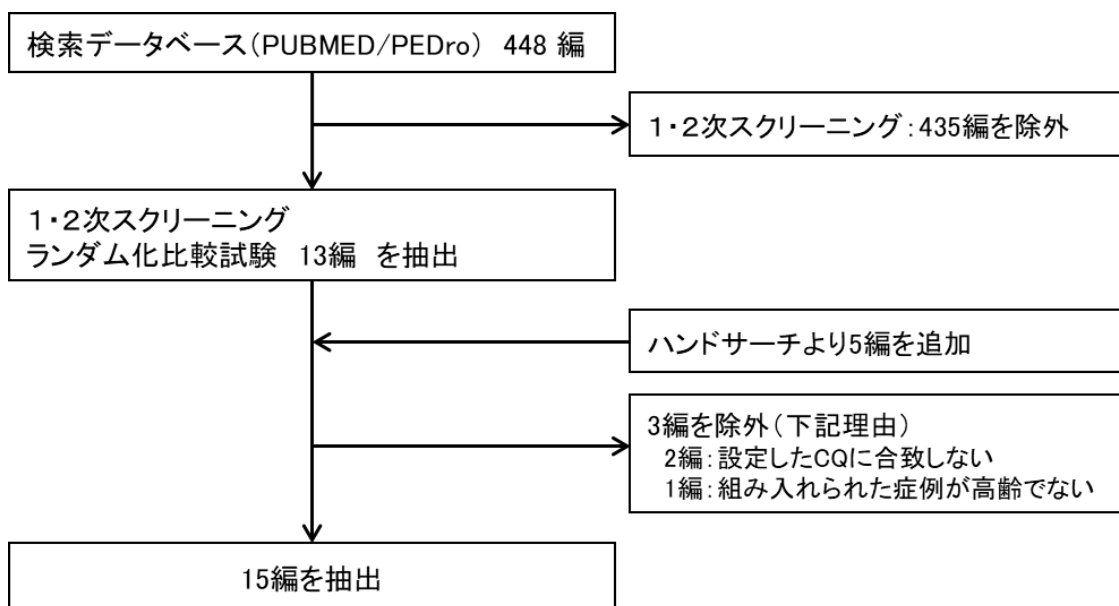 検索データベース(PUBMED/PEDro) 448 編
1・2次スクリーニング:435編を除外
1・2次スクリーニング
ランダム化比較試験 13編 を抽出
ハンドサーチより5編を追加
3編を除外(下記理由)
2編:設定したCQに合致しない
1編:組み入れられた症例が高齢でない
15編を抽出